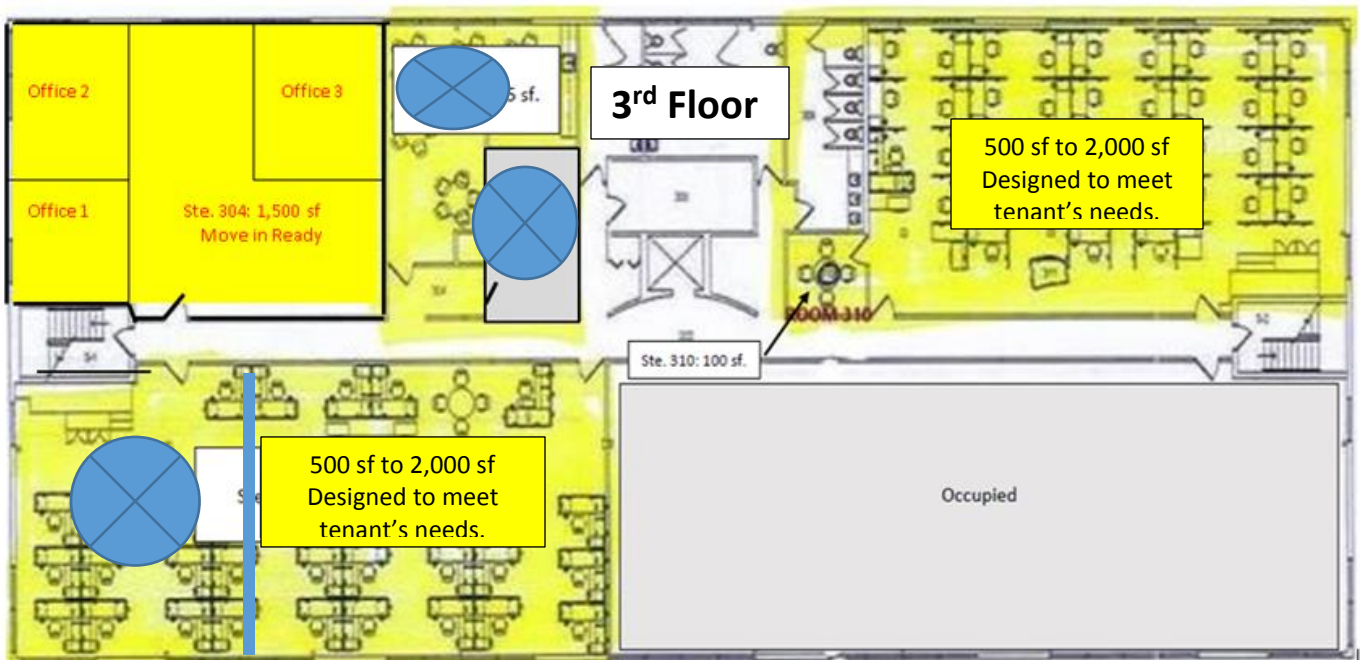 Office 2
Office 3
5 sf.
3rd Floor
500 sf to 2,000 sf
Designed to meet
tenant's needs.
Office 1
Ste. 304: 1,500 sf
Move in Ready
ROOM 310
Ste. 310: 100 sf.
500 sf to 2,000 sf
Designed to meet
tenant's needs.
Occupied